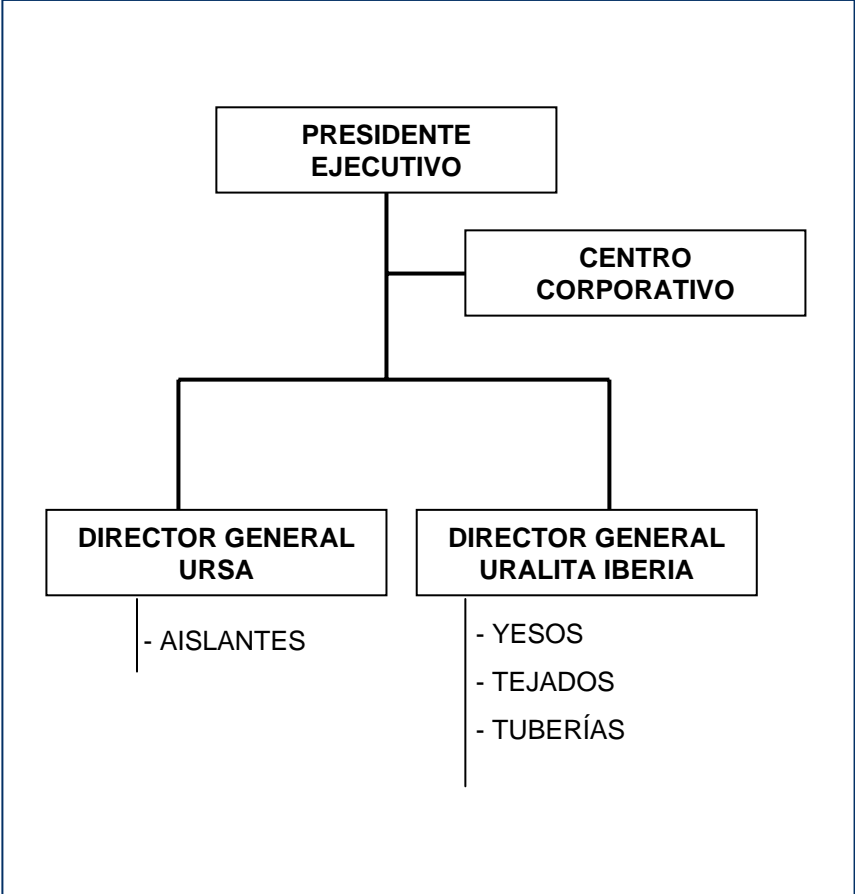 PRESIDENTE
EJECUTIVO
CENTRO
CORPORATIVO
DIRECTOR GENERAL
URSA
DIRECTOR GENERAL
URALITA IBERIA
- AISLANTES
- YESOS
- TEJADOS
- TUBERÍAS